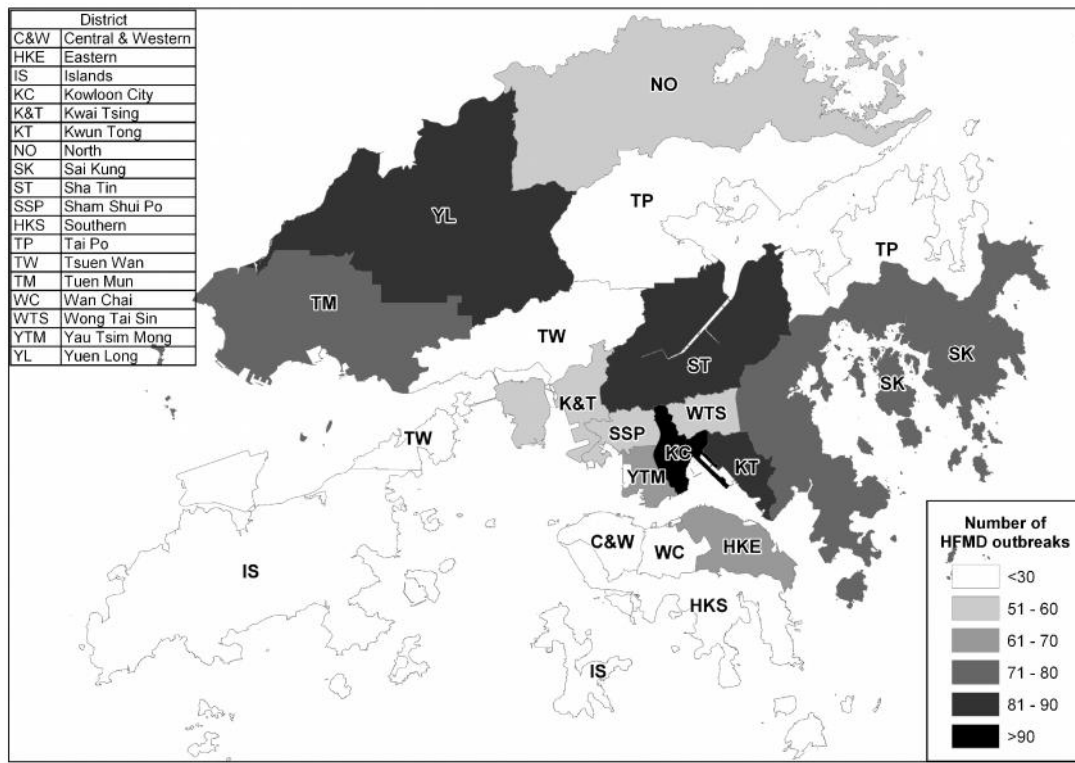 District
C&W Central & Western
HKE Eastern
IS Islands
KC Kowloon City
K&T Kwai Tsing
KT Kwun Tong
NO North
SK Sai Kung
ST Sha Tin
SSP Sham Shui Po
HKS Southern
TP Tai Po
TW Tsuen Wan
TM Tuen Mun
WC Wan Chai
WTS Wong Tai Sin
YTM Yau Tsim Mong
YL Yuen Long
NO
TP
YL
TP
TM
TW
SK
ST
SK
K&T
WTS
SSP
TW
KC
KT
YTM
C&W
WC
HKE
IS
HKS
IS
Number of
HFMD outbreaks
<30
51 - 60
61 - 70
71 - 80
81 - 90
>90